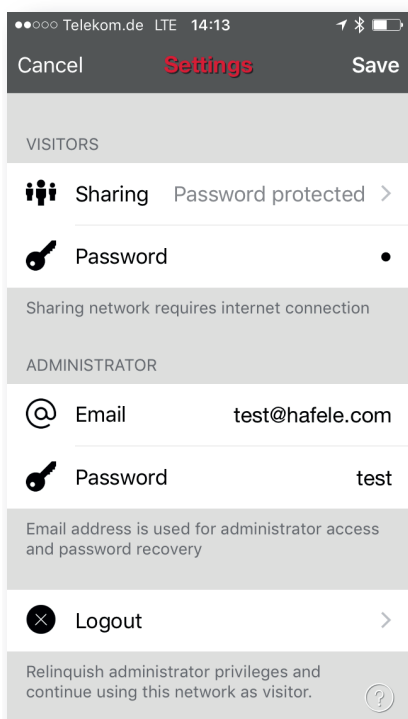 ●●○○○ Telekom.de LTE 14:13
Cancel Settings Save
VISITORS
Sharing Password protected >
Password •
Sharing network requires internet connection
ADMINISTRATOR
@ Email test@hafele.com
Password test
Email address is used for administrator access
and password recovery
Logout >
Relinquish administrator privileges and
continue using this network as visitor.
?